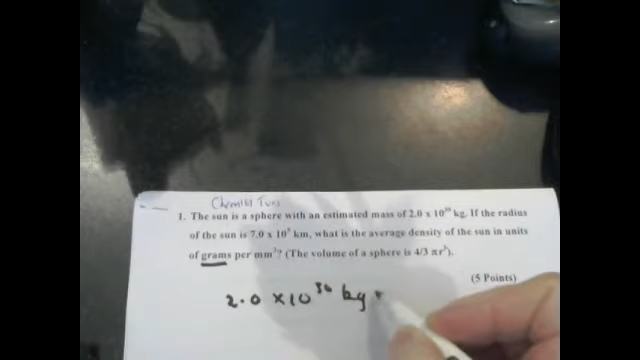 Chemist
1. The sun is a sphere with an estimated mass of 2.0 x 10³⁰ kg. If the radius
of the sun is 7.0 x 10⁵ km, what is the average density of the sun in units
of grams per mm³? (The volume of a sphere is 4/3 πr³).
(5 Points)
2.0 × 10³⁰ kg